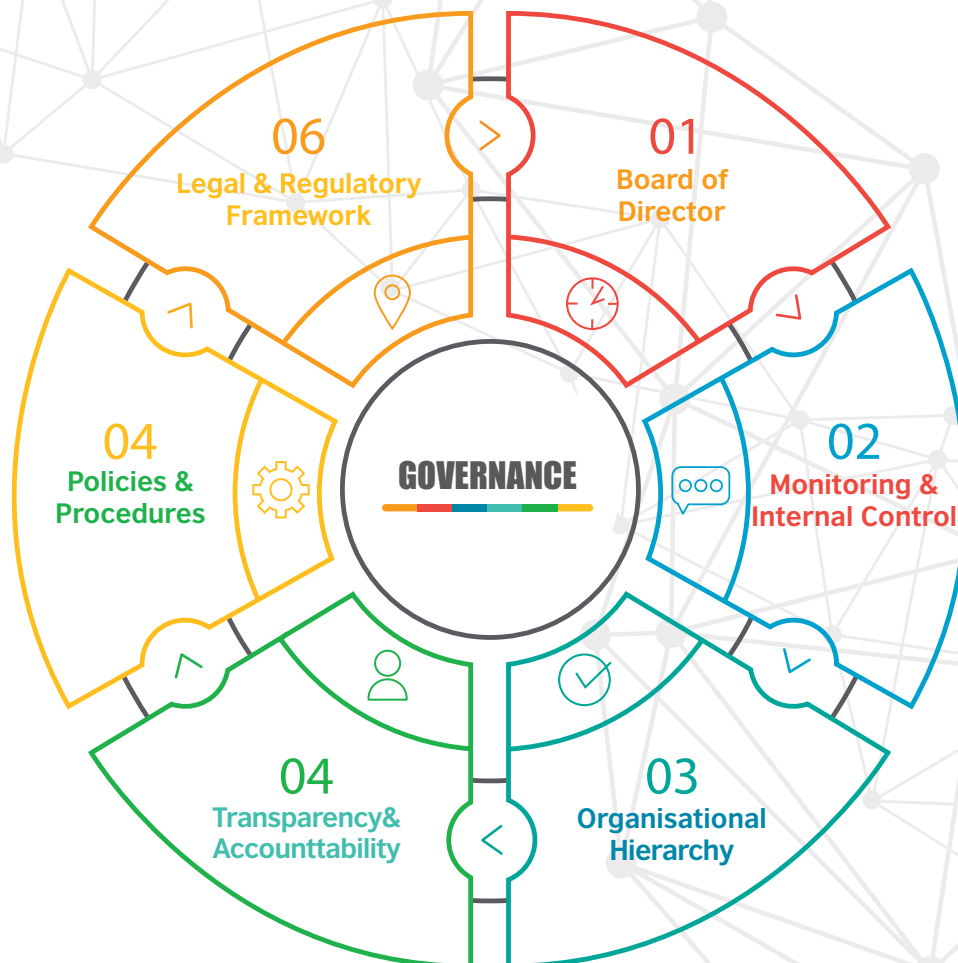 01
Board of
Director
02
Monitoring &
Internal Control
03
Organisational
Hierarchy
04
Transparency&
Accounttability
04
Policies &
Procedures
06
Legal & Regulatory
Framework
GOVERNANCE